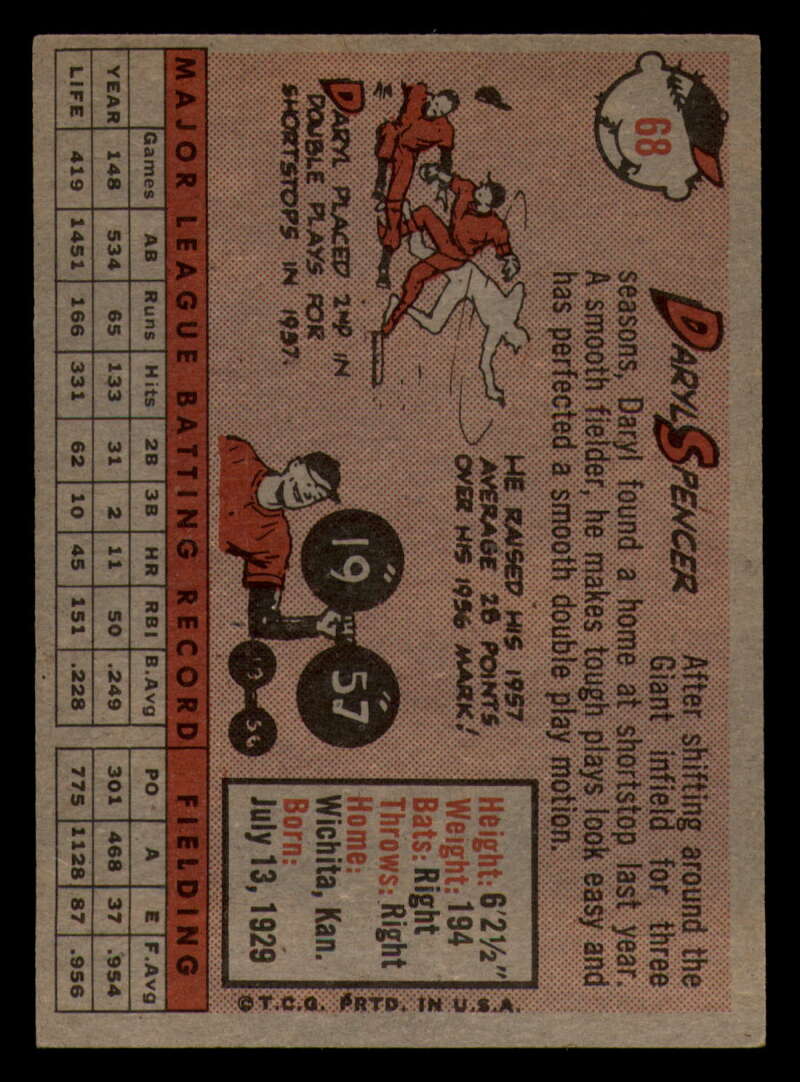 68
DARYL SPENCER
After shifting around the
Giant infield for three
seasons, Daryl found a home at shortstop last year.
A smooth fielder, he makes tough plays look easy and
has perfected a smooth double play motion.
DARYL PLACED 2ND IN
DOUBLE PLAYS FOR
SHORTSTOPS IN 1957.
HE RAISED HIS 1957
AVERAGE 28 POINTS
OVER HIS 1956 MARK!
19" 57"
19 56
Height: 6'2½"
Weight: 194
Bats: Right
Throws: Right
Home:
Wichita, Kan.
Born:
July 13, 1929
©T.C.G. PRTD. IN U.S.A.
MAJOR LEAGUE BATTING RECORD FIELDING
Games AB Runs Hits 2B 3B HR RBI B.Avg PO A E F.Avg
YEAR 148 534 65 133 31 2 11 50 .249 301 468 37 .954
LIFE 419 1451 166 331 62 10 45 151 .228 775 1128 87 .956